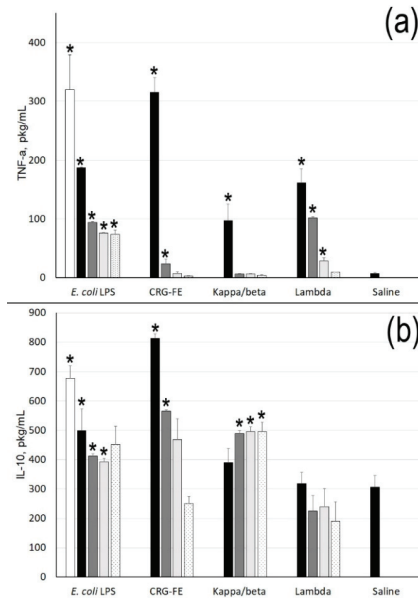 (a)
TNF-a, pkg/mL
400
300
200
100
0
* * * * * * * * * * *
E. coli LPS CRG-FE Kappa/beta Lambda Saline
(b)
IL-10, pkg/mL
900
800
700
600
500
400
300
200
100
0
* * * * * * * * *
E. coli LPS CRG-FE Kappa/beta Lambda Saline